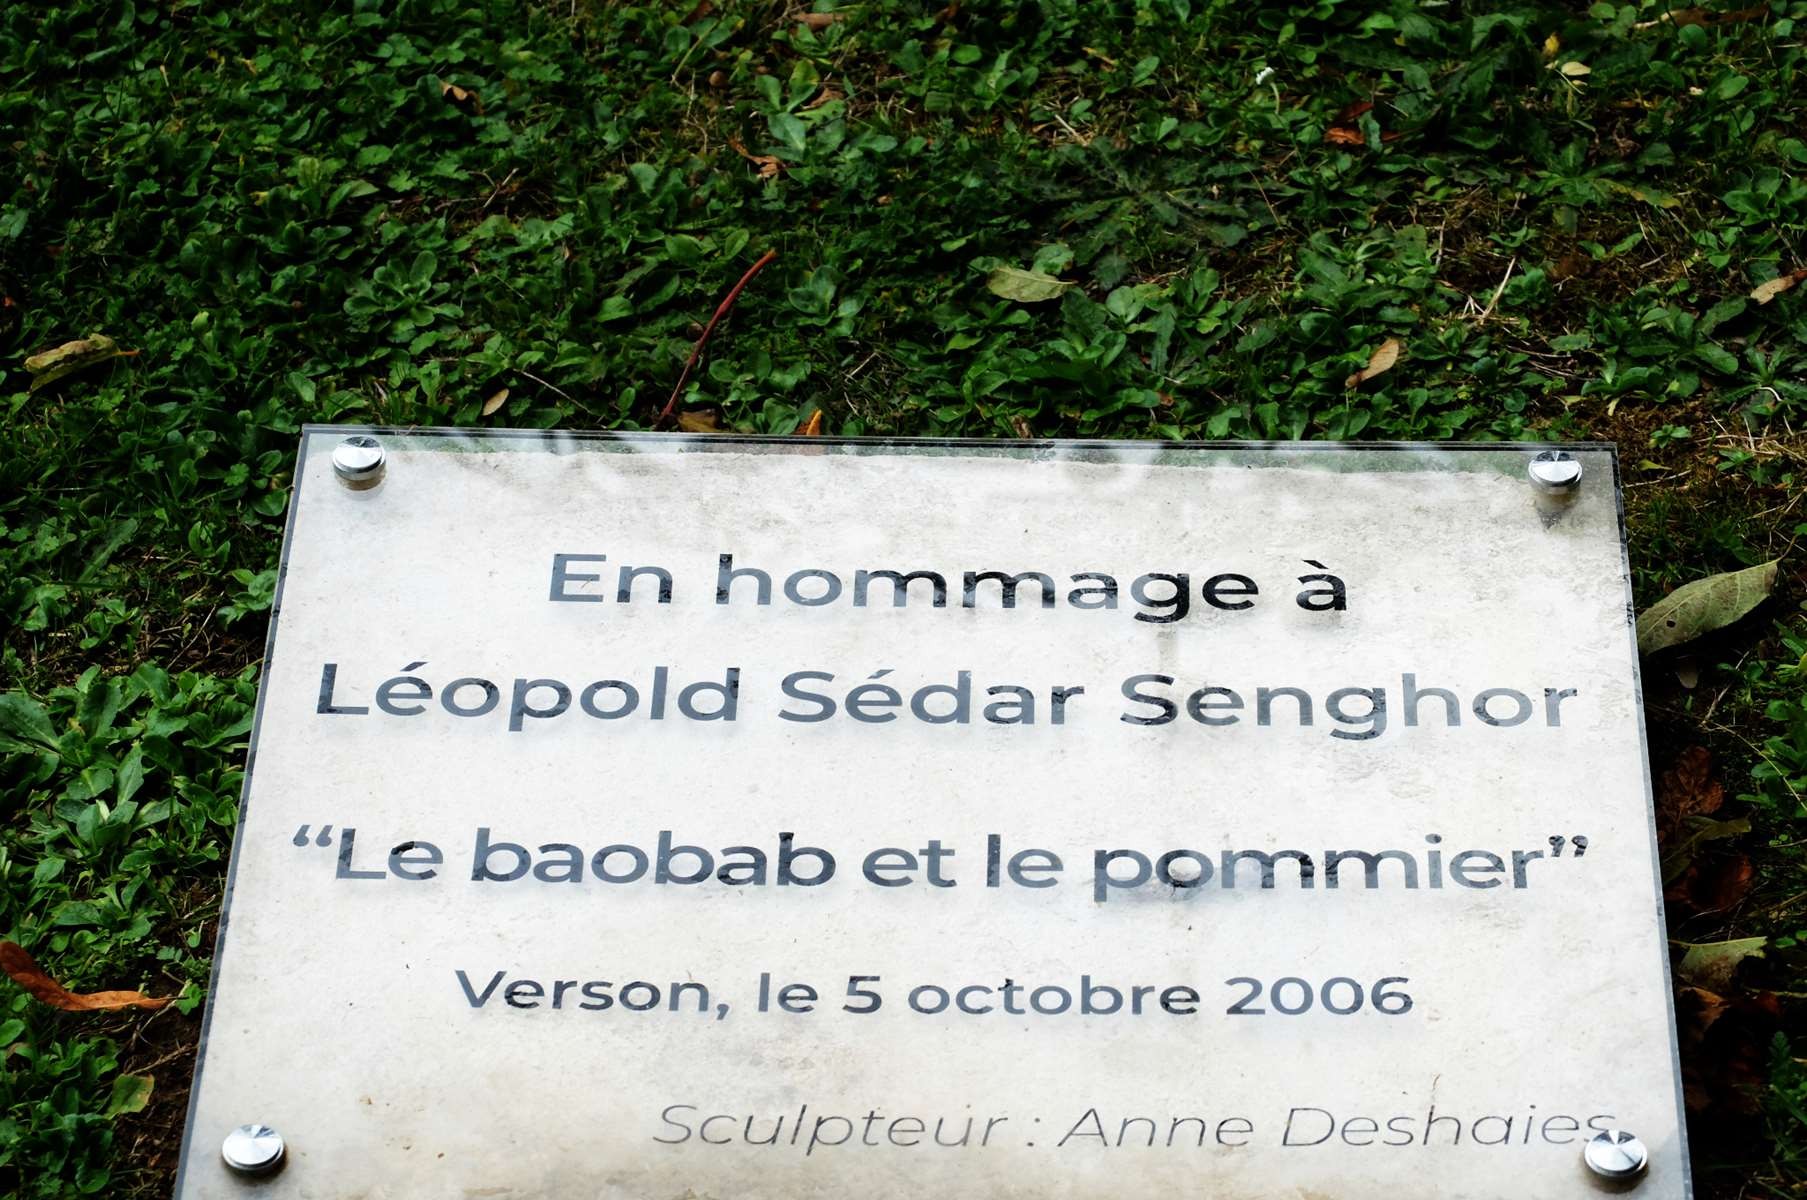 En hommage à
Léopold Sédar Senghor
“Le baobab et le pommier”
Verson, le 5 octobre 2006
Sculpteur : Anne Deshaies